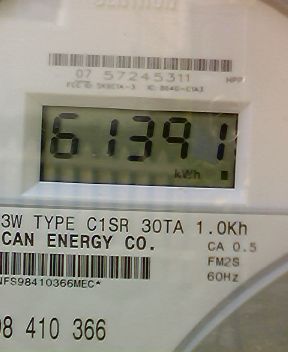 07 57245311
61391
kWh
3W TYPE C1SR 30TA 1.0Kh
CAN ENERGY CO.
CA 0.5
FM2S
60Hz
NFS98410366MEC*
98 410 366